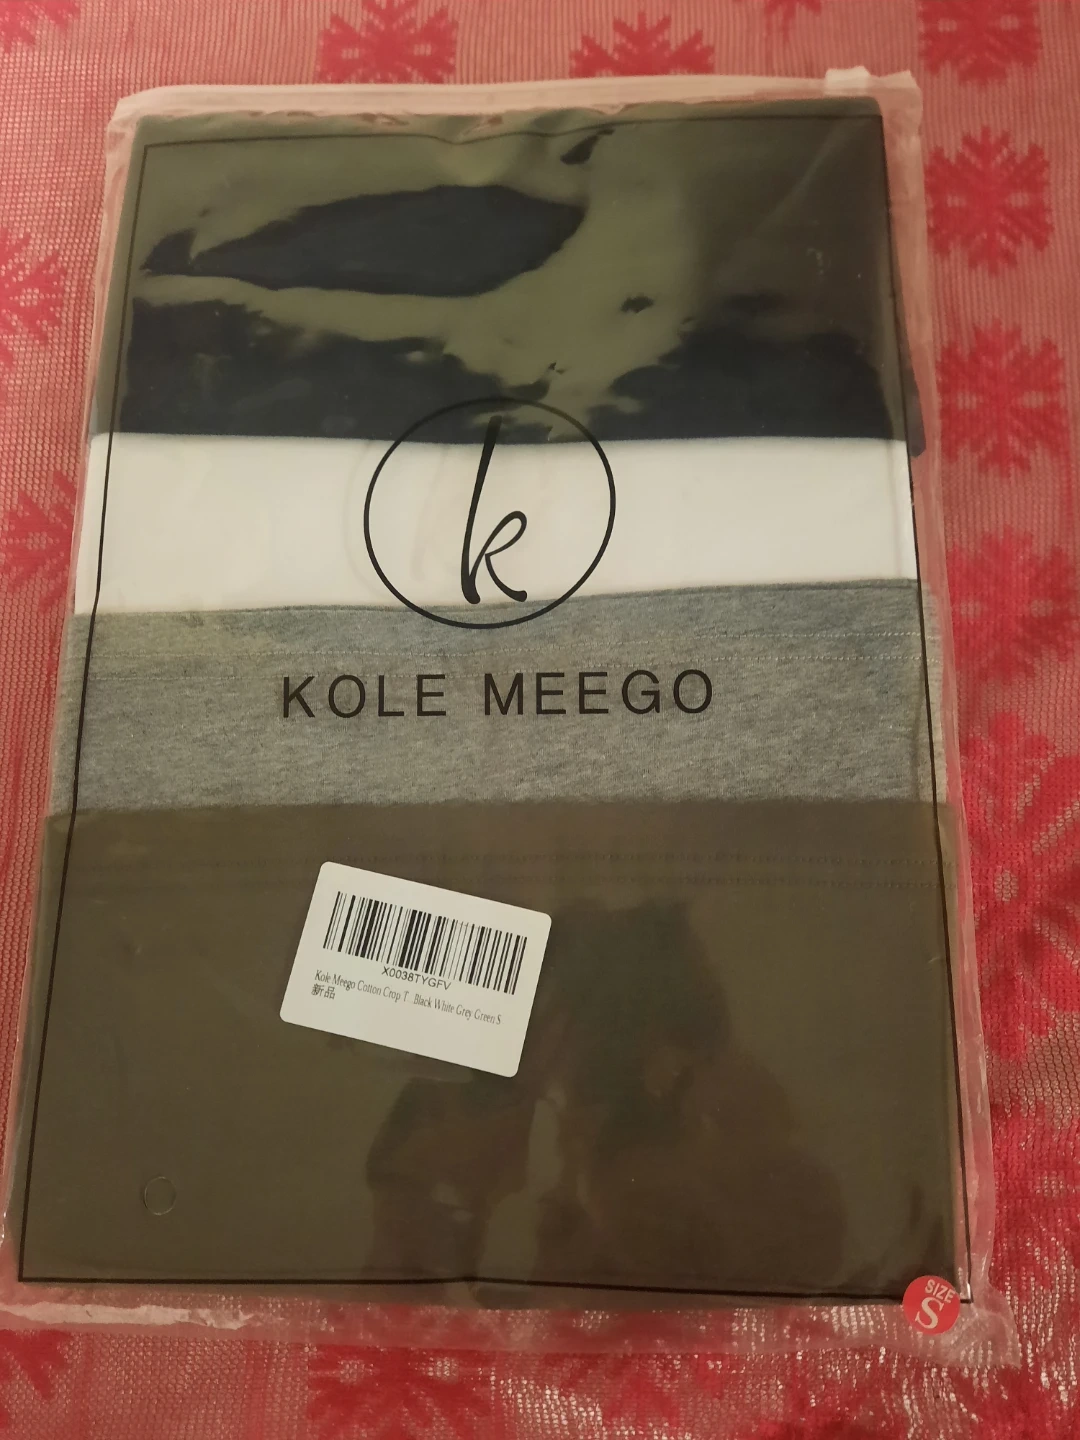 k
KOLE MEEGO
X0038TYGFV
Kole Meego Cotton Crop T...Black White Grey Green S
新品
SIZE
S